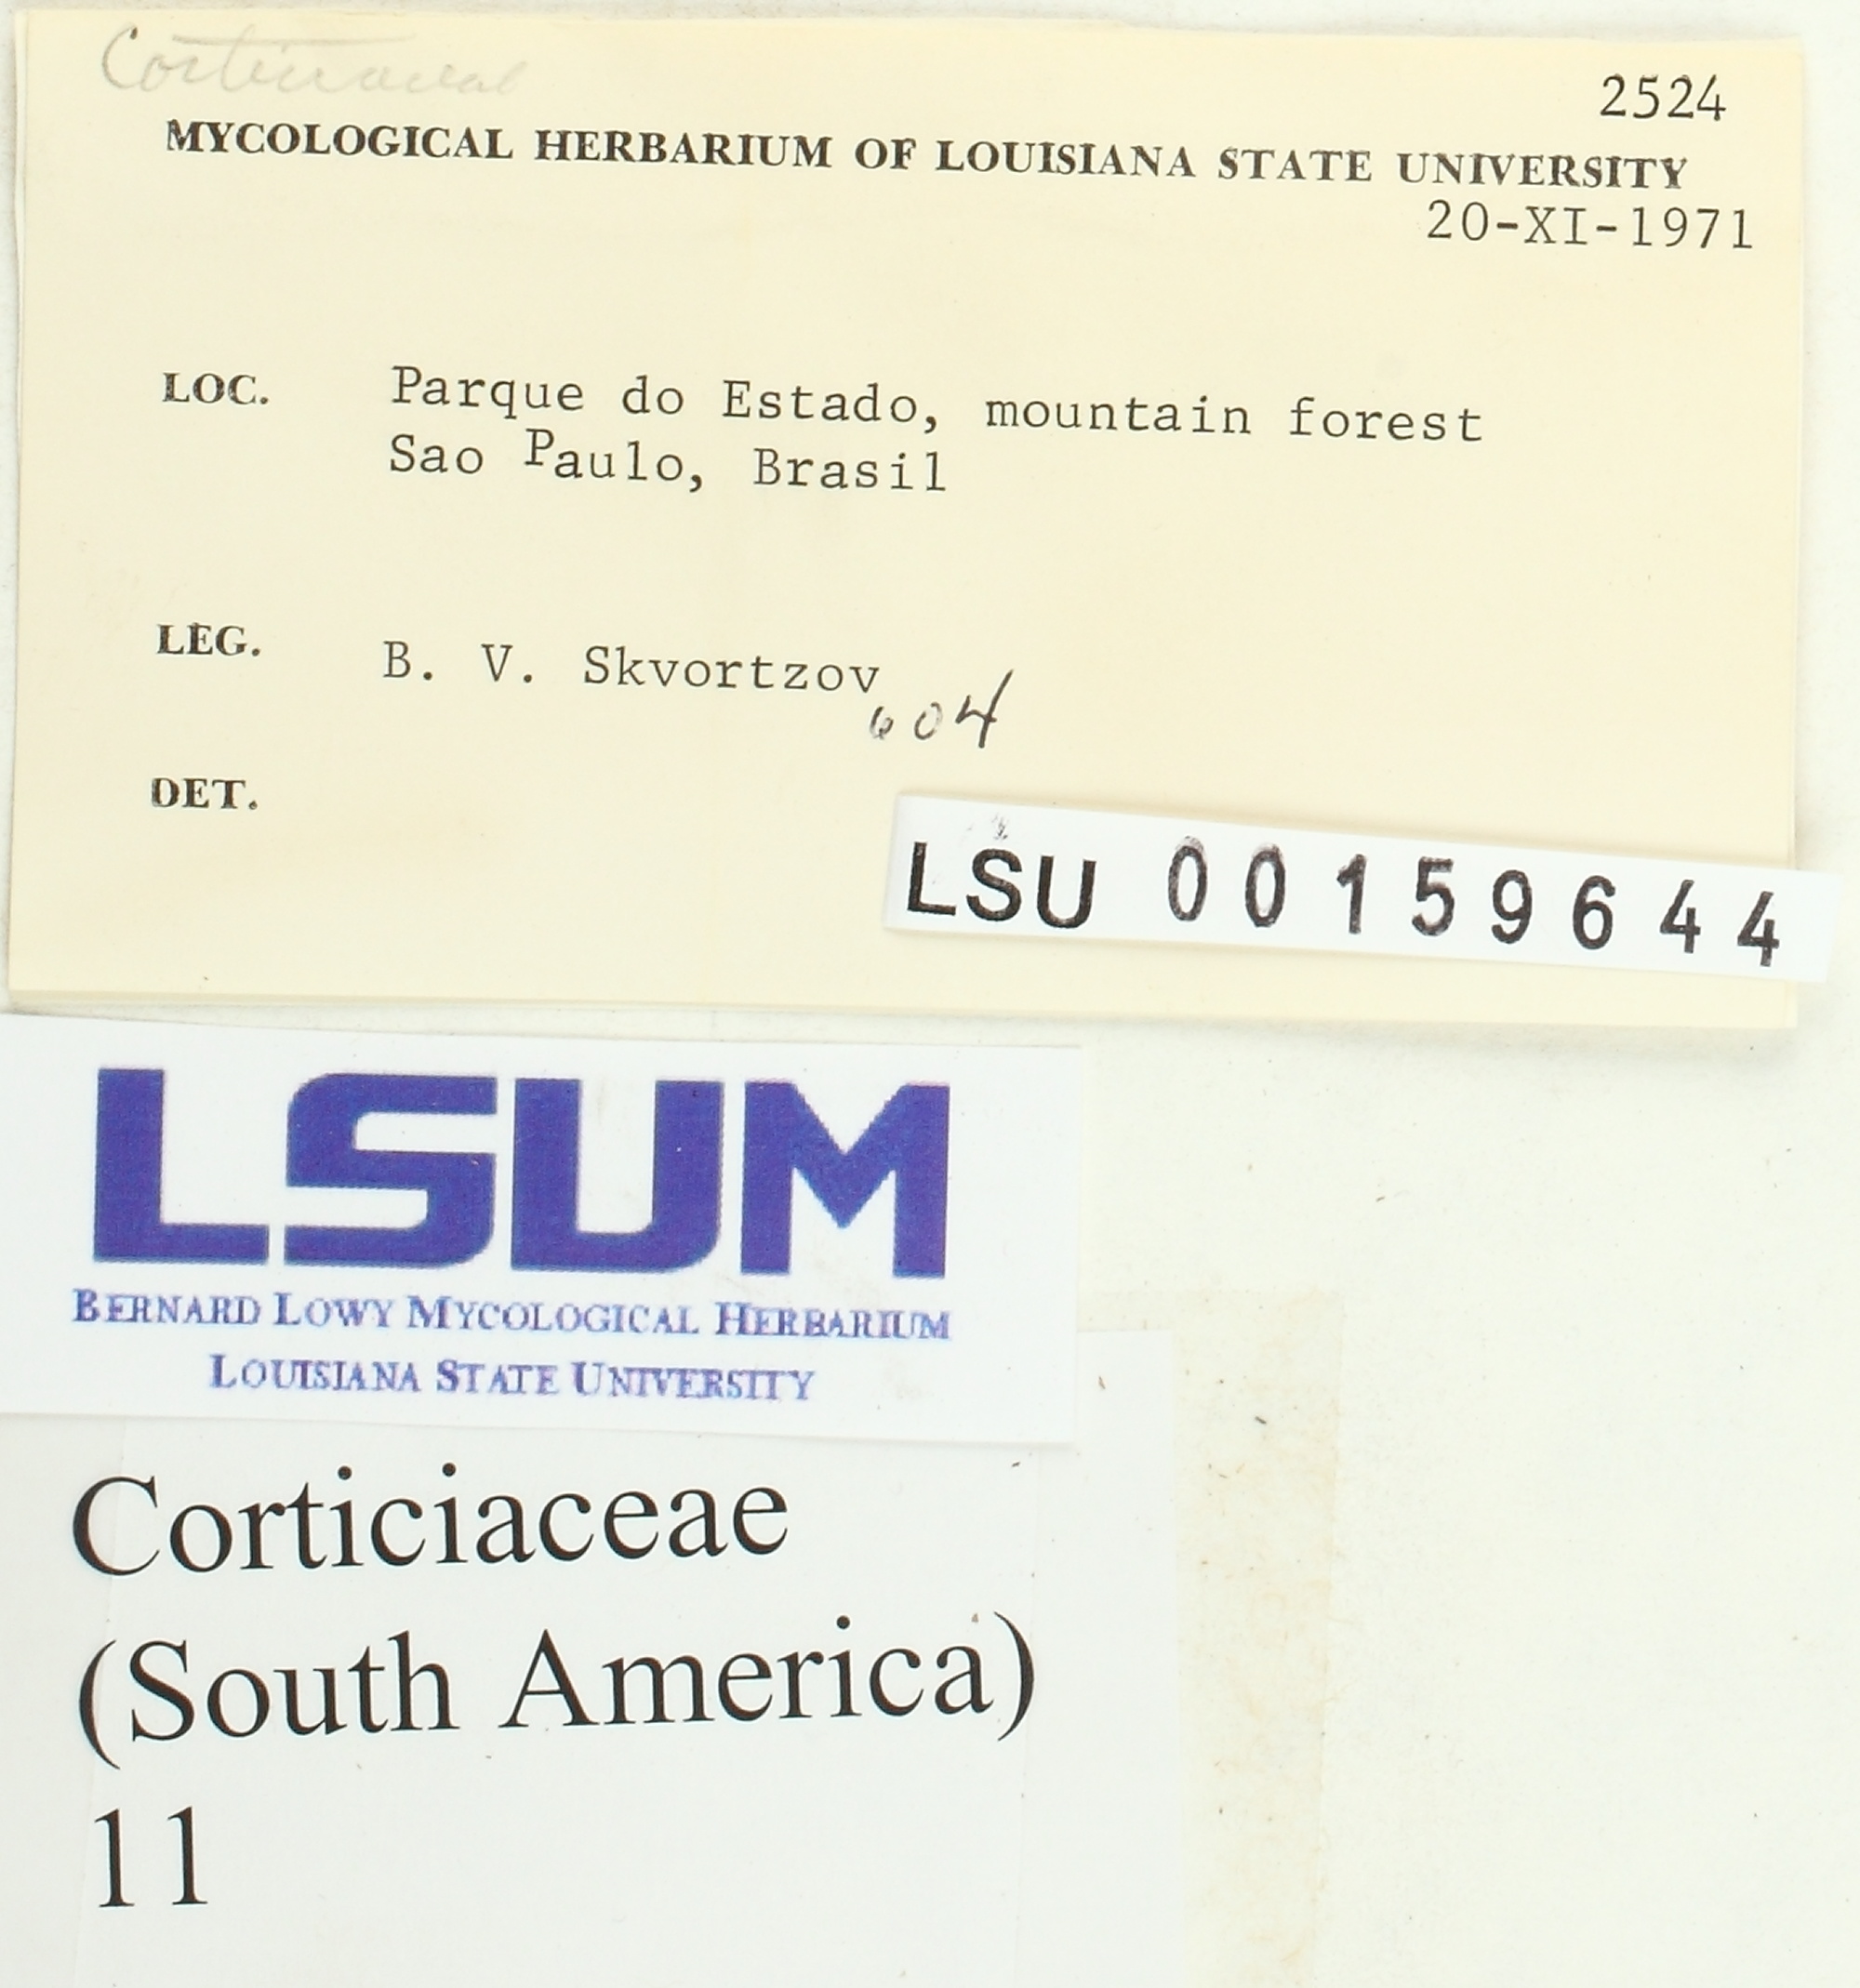 2524
MYCOLOGICAL HERBARIUM OF LOUISIANA STATE UNIVERSITY
20-XI-1971
LOC. Parque do Estado, mountain forest
Sao Paulo, Brasil
LEG. B. V. Skvortzov
604
DET.
LSU 00159644
LSUM
BERNARD LOWY MYCOLOGICAL HERBARIUM
LOUISIANA STATE UNIVERSITY
Corticiaceae
(South America)
11